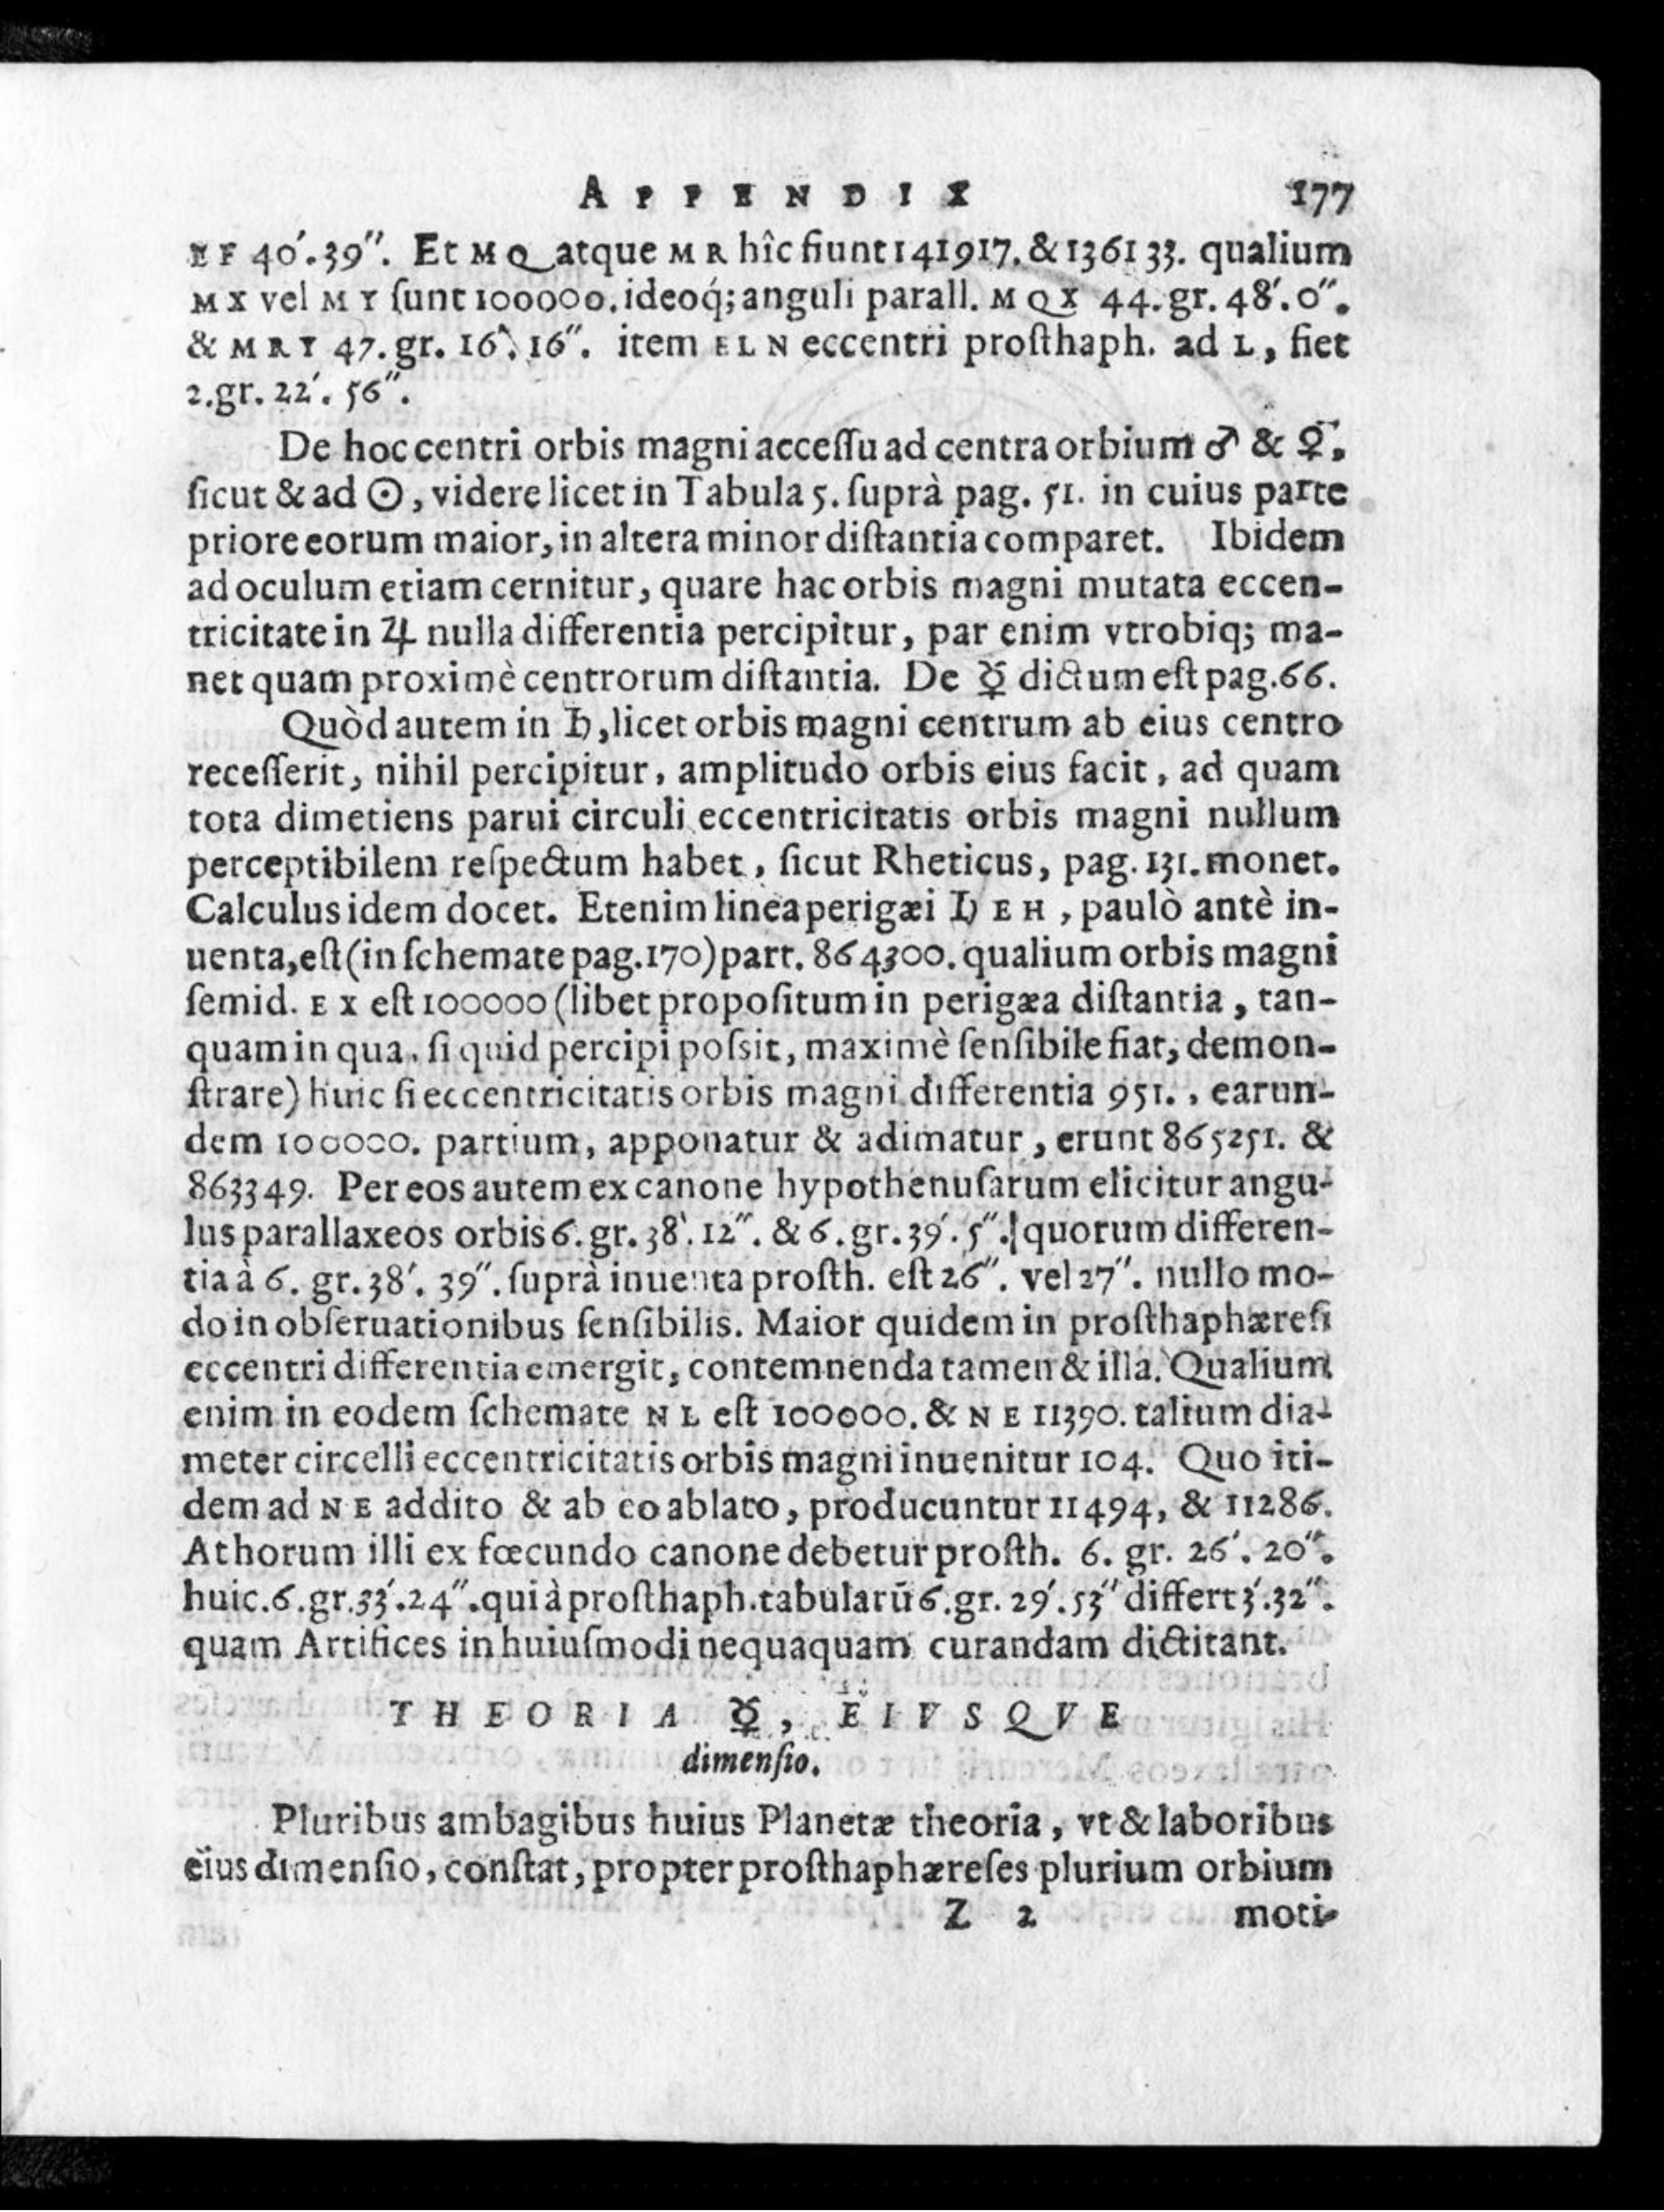 APPENDIX 177
EF 40′.39″. Et MQ atque MR hîc fiunt 141917. & 136133. qualium
MX vel MY ſunt 100000. ideoq́; anguli parall. MQX 44. gr. 48′. 0″.
& MRY 47. gr. 16′. 16″. item ELN eccentri proſthaph. ad L, fiet
2. gr. 22′. 56″.
De hoc centri orbis magni acceſſu ad centra orbium ♂ & ♀,
ſicut & ad ☉, videre licet in Tabula 5. ſuprà pag. 51. in cuius parte
priore eorum maior, in altera minor diſtantia comparet. Ibidem
ad oculum etiam cernitur, quare hac orbis magni mutata eccen-
tricitate in ♃ nulla differentia percipitur, par enim vtrobiq; ma-
net quam proximè centrorum diſtantia. De ☿ dictum eſt pag. 66.
Quòd autem in ♄, licet orbis magni centrum ab eius centro
receſſerit, nihil percipitur, amplitudo orbis eius facit, ad quam
tota dimetiens parui circuli eccentricitatis orbis magni nullum
perceptibilem reſpectum habet, ſicut Rheticus, pag. 131. monet.
Calculus idem docet. Etenim linea perigæi ♄ EH, paulò antè in-
uenta, eſt (in ſchemate pag. 170) part. 864300. qualium orbis magni
ſemid. EX eſt 100000 (libet propoſitum in perigæa diſtantia, tan-
quam in qua, ſi quid percipi poſsit, maximè ſenſibile fiat, demon-
ſtrare) huic ſi eccentricitatis orbis magni differentia 951. , earun-
dem 100000. partium, apponatur & adimatur, erunt 865251. &
863349. Per eos autem ex canone hypothenuſarum elicitur angu-
lus parallaxeos orbis 6. gr. 38′. 12″. & 6. gr. 39′. 5″. quorum differen-
tia à 6. gr. 38′. 39″. ſuprà inuenta proſth. eſt 26″. vel 27″. nullo mo-
do in obſeruationibus ſenſibilis. Maior quidem in proſthaphæreſi
eccentri differentia emergit, contemnenda tamen & illa. Qualium
enim in eodem ſchemate NL eſt 100000. & NE 11390. talium dia-
meter circelli eccentricitatis orbis magni inuenitur 104. Quo iti-
dem ad NE addito & ab eo ablato, producuntur 11494, & 11286.
At horum illi ex fœcundo canone debetur proſth. 6. gr. 26′. 20″.
huic. 6. gr. 33′. 24″. qui à proſthaph. tabularū 6. gr. 29′. 53″ differt 3′. 32″.
quam Artifices in huiuſmodi nequaquam curandam dictitant.
THEORIA ☿, EIVSQVE
dimenſio.
Pluribus ambagibus huius Planetæ theoria, vt & laboribus
eius dimenſio, conſtat, propter proſthaphæreſes plurium orbium
Z 2 moti-